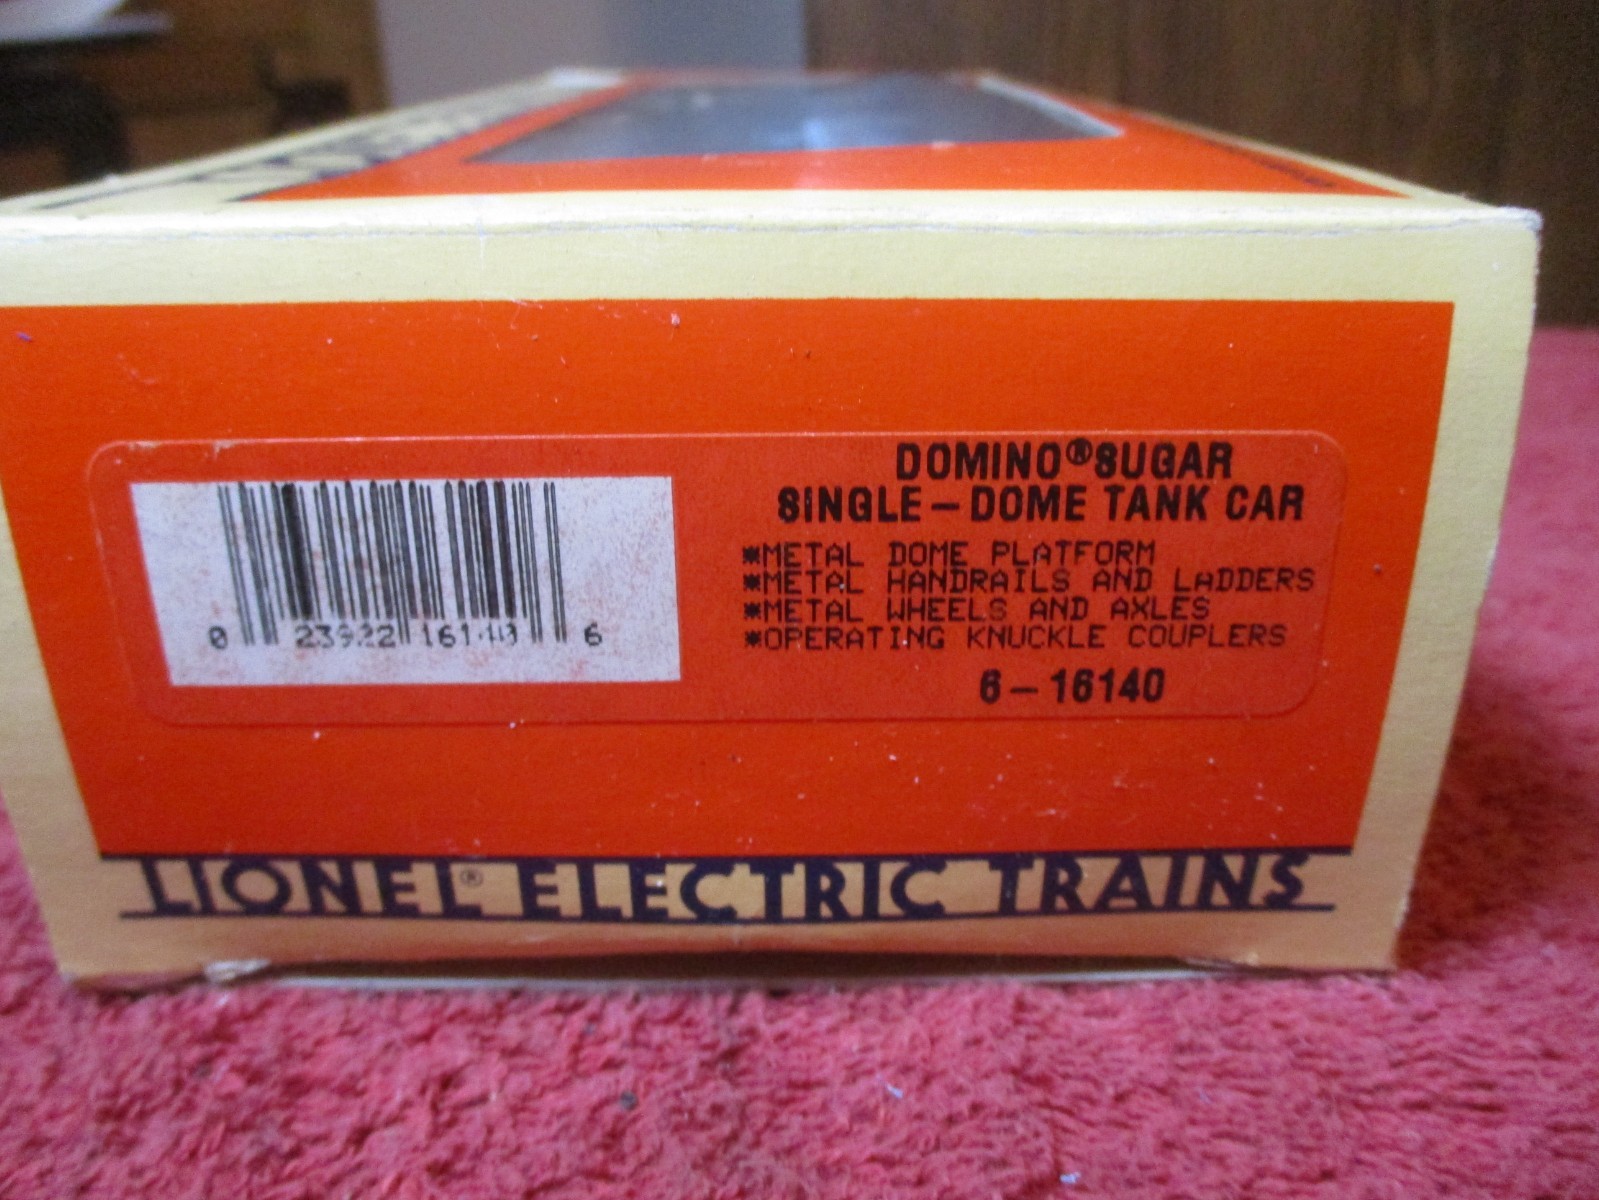 DOMINO®SUGAR
SINGLE-DOME TANK CAR
*METAL DOME PLATFORM
*METAL HANDRAILS AND LADDERS
*METAL WHEELS AND AXLES
*OPERATING KNUCKLE COUPLERS
6-16140
0 23922 16140 6
LIONEL® ELECTRIC TRAINS